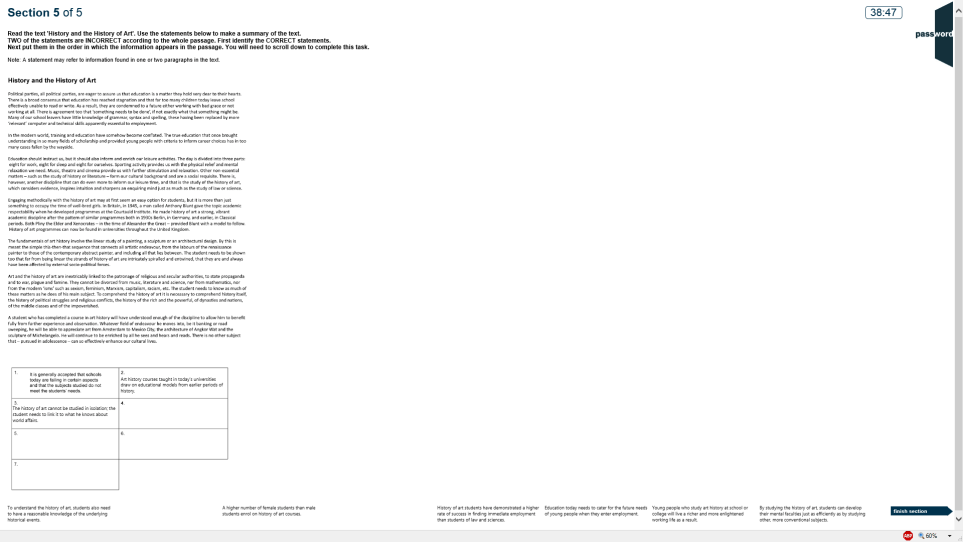 Section 5 of 5
38:47
password
Read the text 'History and the History of Art'. Use the statements below to make a summary of the text.
TWO of the statements are INCORRECT according to the whole passage. First identify the CORRECT statements.
Next put them in the order in which the information appears in the passage. You will need to scroll down to complete this task.
Note: A statement may refer to information found in one or two paragraphs in the text.
History and the History of Art
Political parties, all political parties, are eager to assure us that education is a matter they hold very dear to their hearts.
There is a broad consensus that education has reached stagnation and that far too many children today leave school
effectively unable to read or write. As a result, they are condemned to a future either working with bad grace or not
working at all. There is agreement too that 'something needs to be done', if not exactly what that something might be.
Many of our school leavers have little knowledge of grammar, syntax and spelling, these having been replaced by more
'relevant' computer and technical skills apparently essential to employment.
In the modern world, training and education have somehow become conflated. The true education that once brought
understanding in so many fields of scholarship and provided young people with criteria to inform career choices has in too
many cases fallen by the wayside.
Education should instruct us, but it should also inform and enrich our leisure activities. The day is divided into three parts:
eight for work, eight for sleep and eight for ourselves. Sporting activity provides us with the physical relief and mental
relaxation we need. Music, theatre and cinema provide us with further stimulation and relaxation. Other non-essential
matters – such as the study of history or literature – form our cultural background and are a social requisite. There is,
however, another discipline that can do even more to inform our leisure time, and that is the study of the history of art,
which considers evidence, inspires intuition and sharpens an enquiring mind just as much as the study of law or science.
Engaging methodically with the history of art may at first seem an easy option for students. But it is more than just
something to occupy the time of well-bred girls. In Britain, in 1945, a man called Anthony Blunt gave the topic academic
respectability when he developed programmes at the Courtauld Institute. He made history of art a strong, vibrant
academic discipline after the pattern of similar programmes both in 1930s Berlin, in Germany, and earlier, in Classical
periods. Both Pliny the Elder and Xenocrates – in the time of Alexander the Great – provided Blunt with a model to follow.
History of art programmes can now be found in universities throughout the United Kingdom.
The fundamentals of art history involve the linear study of a painting, a sculpture or an architectural design. By this is
meant the simple this-then-that sequence that connects all artistic endeavour, from the labours of the renaissance
painter to those of the contemporary abstract painter, and including all that lies between. The student needs to be shown
too that far from being linear the strands of history of art are intricately spiralled and entwined, that they are and always
have been affected by external socio-political forces.
Art and the history of art are inextricably linked to the patronage of religious and secular authorities, to state propaganda
and to war, plague and famine. They cannot be divorced from music, literature and science, nor from mathematics, nor
from the modern 'isms' such as sexism, feminism, Marxism, capitalism, racism, etc. The student needs to know as much of
these matters as he does of his main subject. To comprehend the history of art it is necessary to comprehend history itself,
the history of political struggles and religious conflicts, the history of the rich and the powerful, of dynasties and nations,
of the middle classes and of the impoverished.
A student who has completed a course in art history will have understood enough of the discipline to allow him to benefit
fully from further experience and observation. Whatever field of endeavour he moves into, be it banking or road
sweeping, he will be able to appreciate art from Amsterdam to Mexico City, the architecture of Angkor Wat and the
sculpture of Michelangelo. He will continue to be enriched by all he sees and hears and reads. There is no other subject
that – pursued in adolescence – can so effectively enhance our cultural lives.
1.
It is generally accepted that schools
today are failing in certain aspects
and that the subjects studied do not
meet the students' needs.
2.
Art history courses taught in today's universities
draw on educational models from earlier periods of
history.
3.
The history of art cannot be studied in isolation; the
student needs to link it to what he knows about
world affairs.
4.
5.
6.
7.
To understand the history of art, students also need
to have a reasonable knowledge of the underlying
historical events.
A higher number of female students than male
students enrol on history of art courses.
History of art students have demonstrated a higher
rate of success in finding immediate employment
than students of law and sciences.
Education today needs to cater for the future needs
of young people when they enter employment.
Young people who study art history at school or
college will live a richer and more enlightened
working life as a result.
By studying the history of art, students can develop
their mental faculties just as efficiently as by studying
other, more conventional subjects.
finish section
ABP
60%